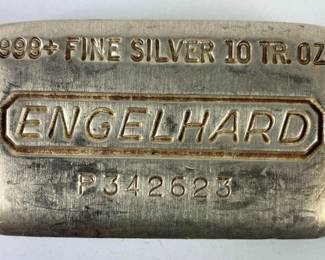 999+ FINE SILVER 10 TR. OZ
ENGELHARD
P342623